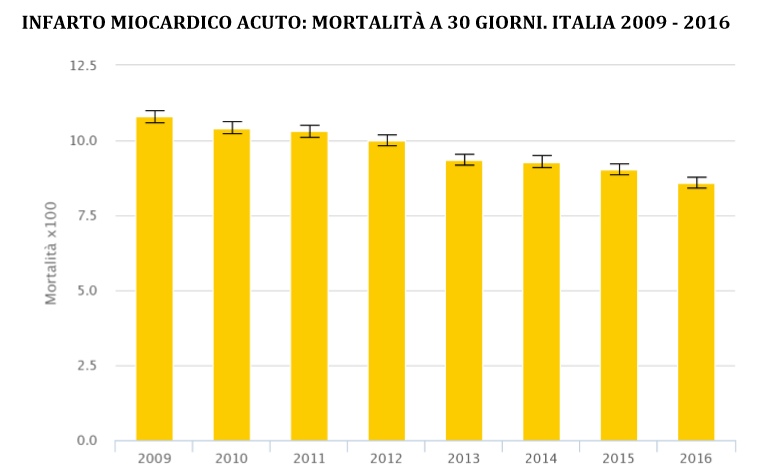 INFARTO MIOCARDICO ACUTO: MORTALITÀ A 30 GIORNI. ITALIA 2009 - 2016
12.5
10.0
7.5
5.0
2.5
0.0
Mortalità x100
2009 2010 2011 2012 2013 2014 2015 2016